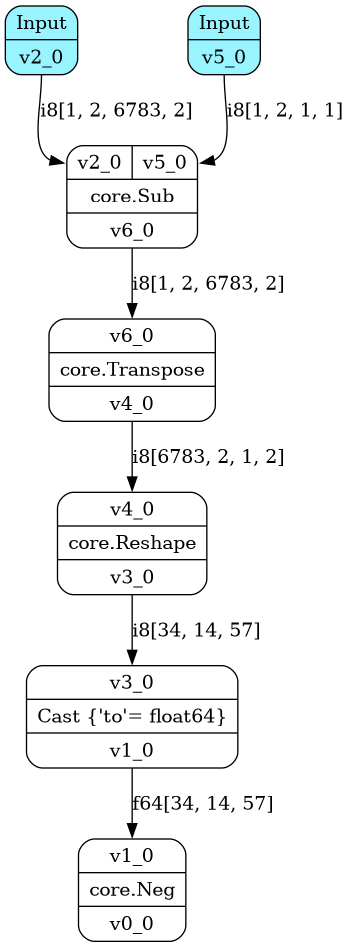 Input
v2_0
Input
v5_0
i8[1, 2, 6783, 2]
i8[1, 2, 1, 1]
v2_0
v5_0
core.Sub
v6_0
i8[1, 2, 6783, 2]
v6_0
core.Transpose
v4_0
i8[6783, 2, 1, 2]
v4_0
core.Reshape
v3_0
i8[34, 14, 57]
v3_0
Cast {'to'= float64}
v1_0
f64[34, 14, 57]
v1_0
core.Neg
v0_0